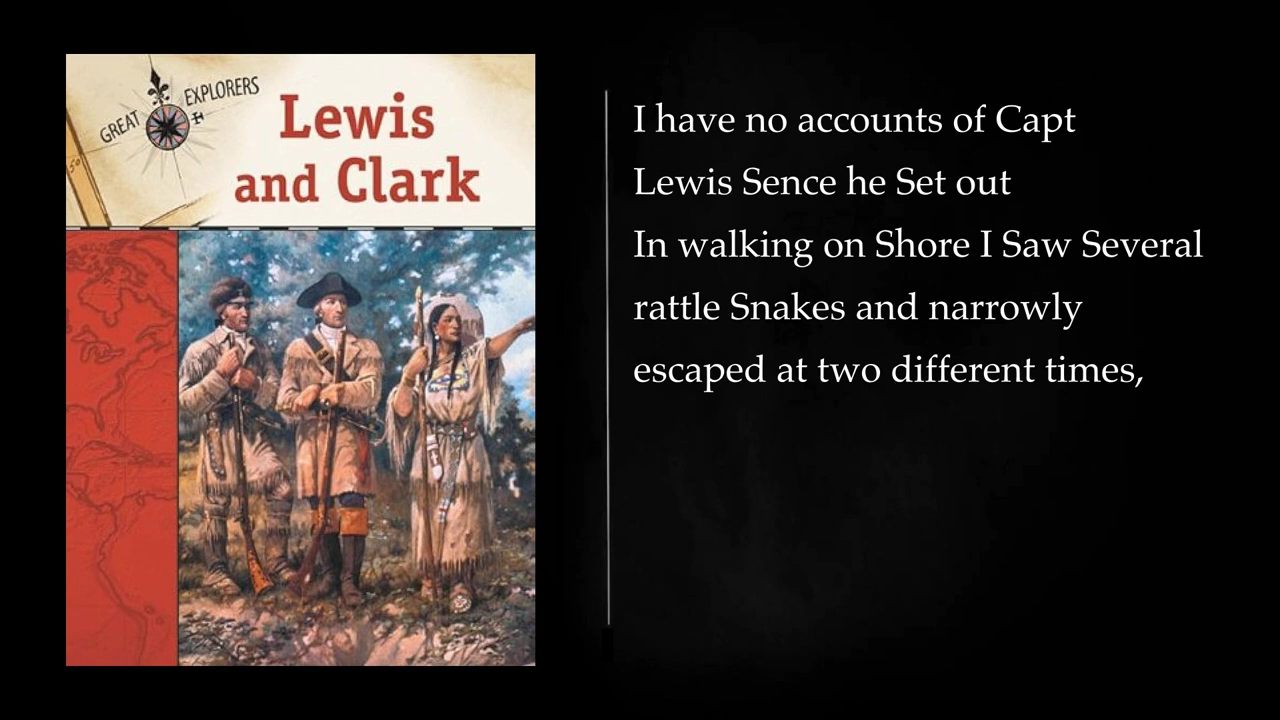 GREAT EXPLORERS
Lewis
and Clark
I have no accounts of Capt
Lewis Sence he Set out
In walking on Shore I Saw Several
rattle Snakes and narrowly
escaped at two different times,